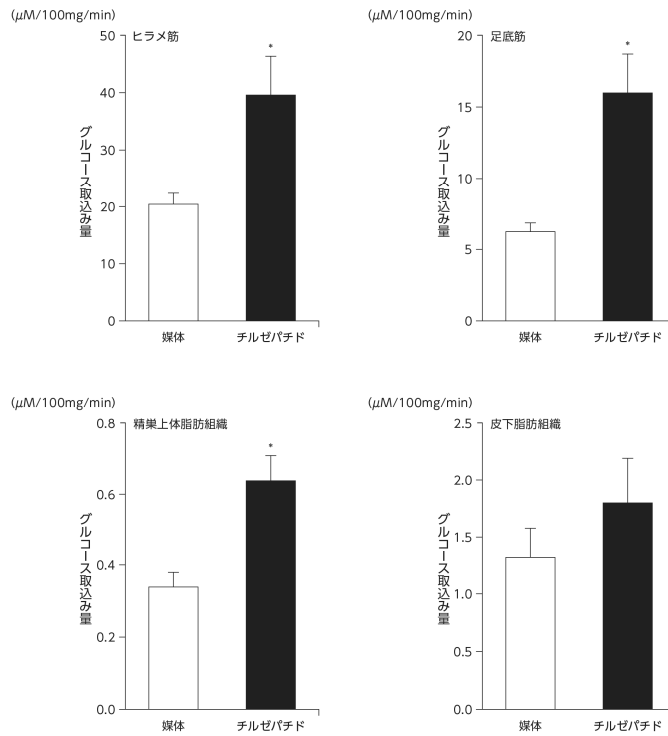 (μM/100mg/min)
ヒラメ筋
50
40
30
20
10
0
グルコース取込み量
*
媒体
チルゼパチド
(μM/100mg/min)
足底筋
20
15
10
5
0
グルコース取込み量
*
媒体
チルゼパチド
(μM/100mg/min)
精巣上体脂肪組織
0.8
0.6
0.4
0.2
0.0
グルコース取込み量
*
媒体
チルゼパチド
(μM/100mg/min)
皮下脂肪組織
2.5
2.0
1.5
1.0
0.5
0.0
グルコース取込み量
媒体
チルゼパチド